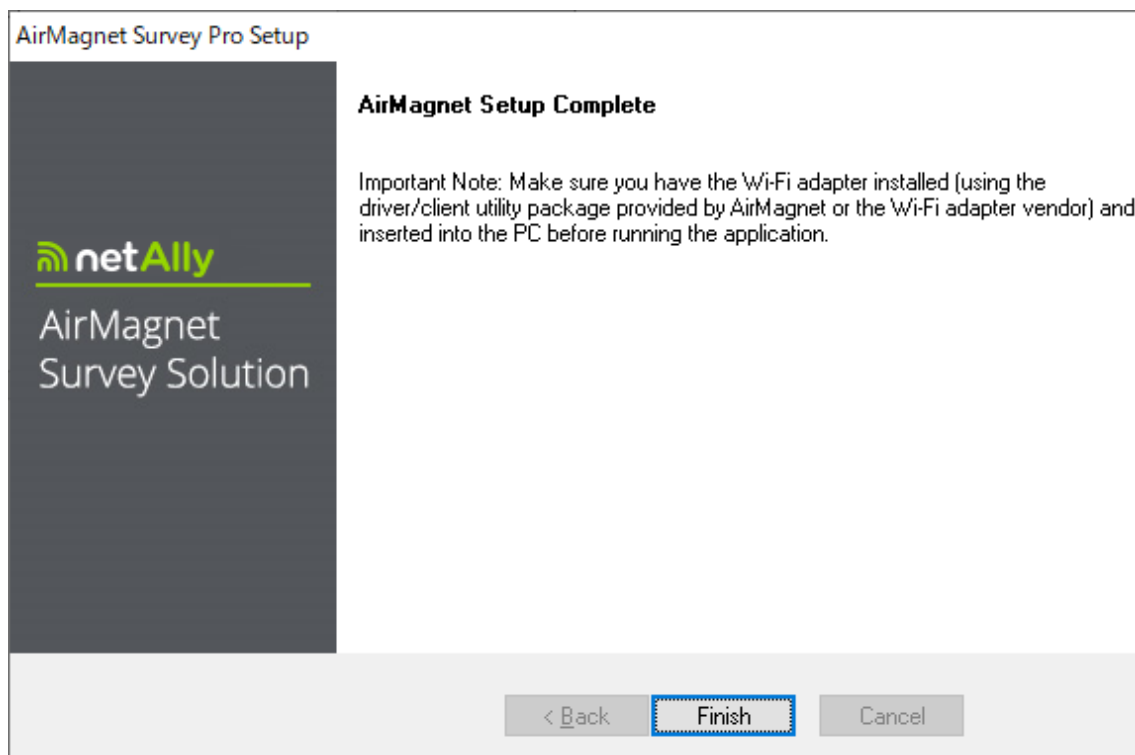 AirMagnet Survey Pro Setup
AirMagnet Setup Complete
Important Note: Make sure you have the Wi-Fi adapter installed (using the
driver/client utility package provided by AirMagnet or the Wi-Fi adapter vendor) and
inserted into the PC before running the application.
netAlly
AirMagnet
Survey Solution
< Back
Finish
Cancel